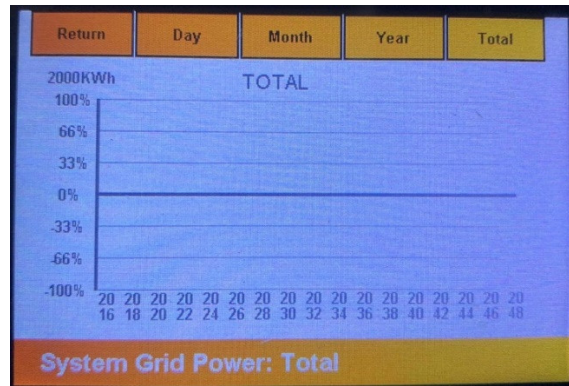 Return Day Month Year Total
2000KWh TOTAL
100%
66%
33%
0%
-33%
-66%
-100%
20 20 20 20 20 20 20 20 20 20 20 20 20 20 20 20 20
16 18 20 22 24 26 28 30 32 34 36 38 40 42 44 46 48
System Grid Power: Total